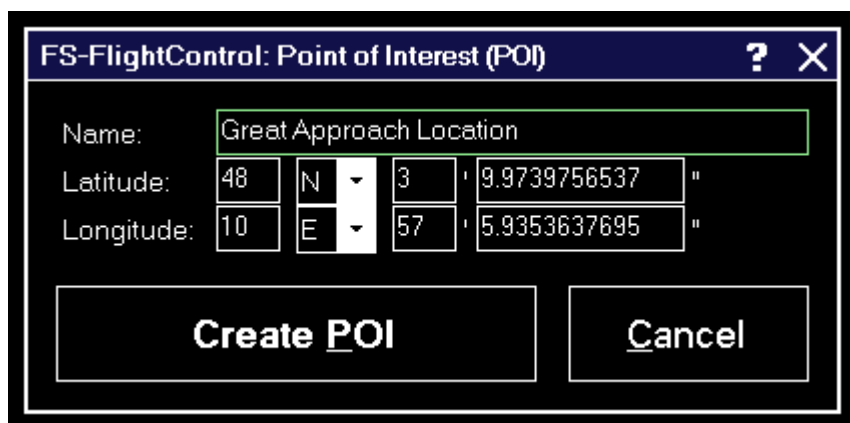 FS-FlightControl: Point of Interest (POI) ?
Name: Great Approach Location
Latitude: 48 N 3 ' 9.9739756537 "
Longitude: 10 E 57 ' 5.9353637695 "
Create POI Cancel